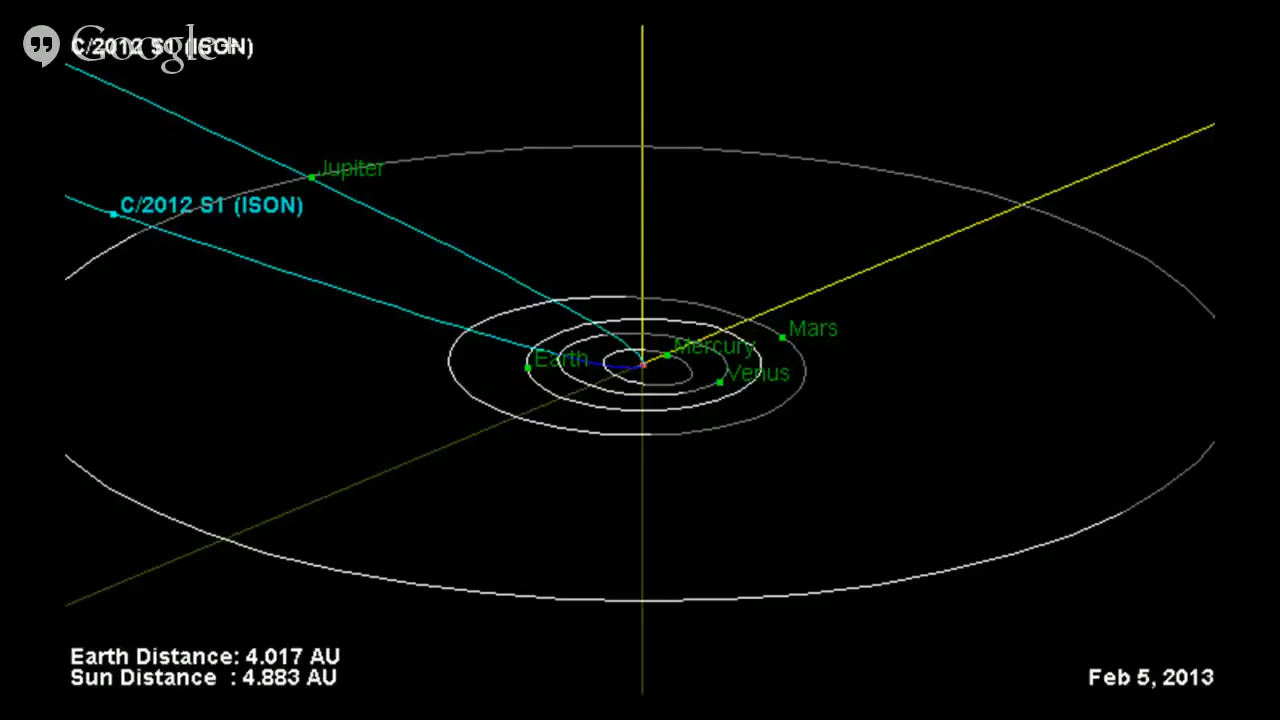 Google+
C/2012 S1 (ISON)
Jupiter
C/2012 S1 (ISON)
Mars
Mercury
Earth
Venus
Earth Distance: 4.017 AU
Sun Distance : 4.883 AU
Feb 5, 2013